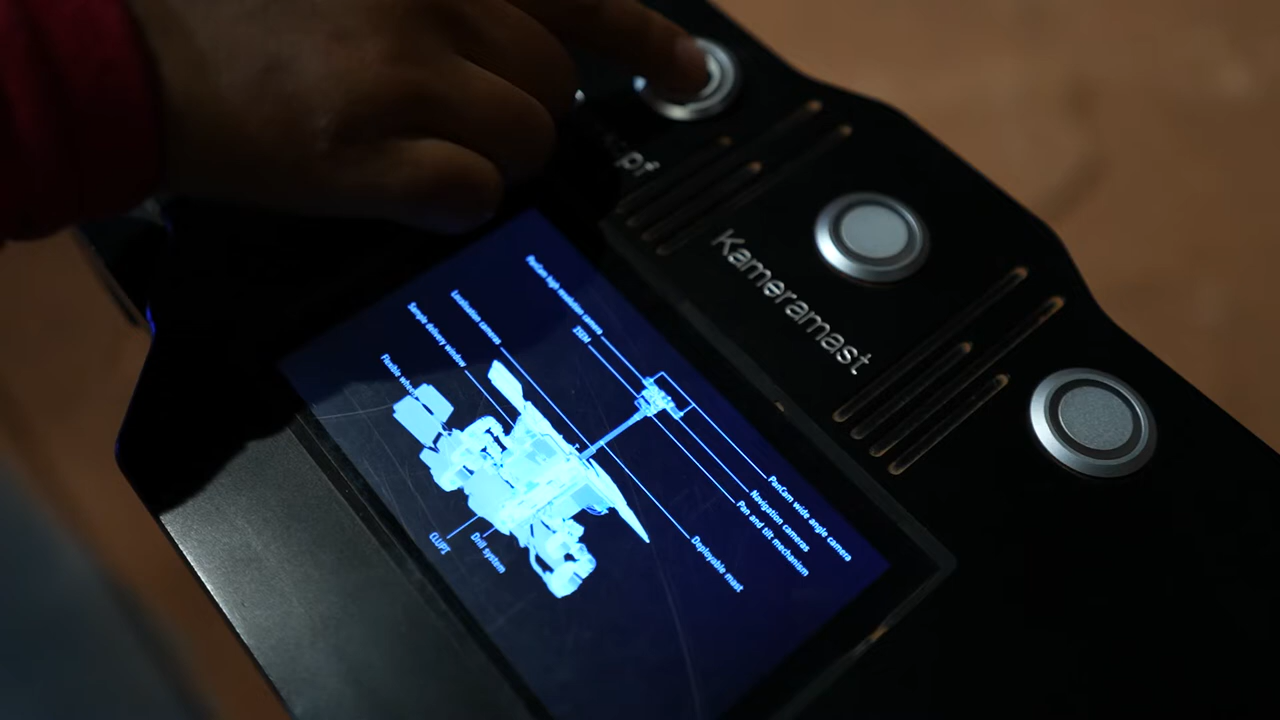 pf
Kameramast
PanCam high resolution camera
ISEM
Localisation cameras
Sample delivery window
Flexible wheels
PanCam wide angle camera
Navigation cameras
Pan and tilt mechanism
Deployable mast
Drill system
CLUPI